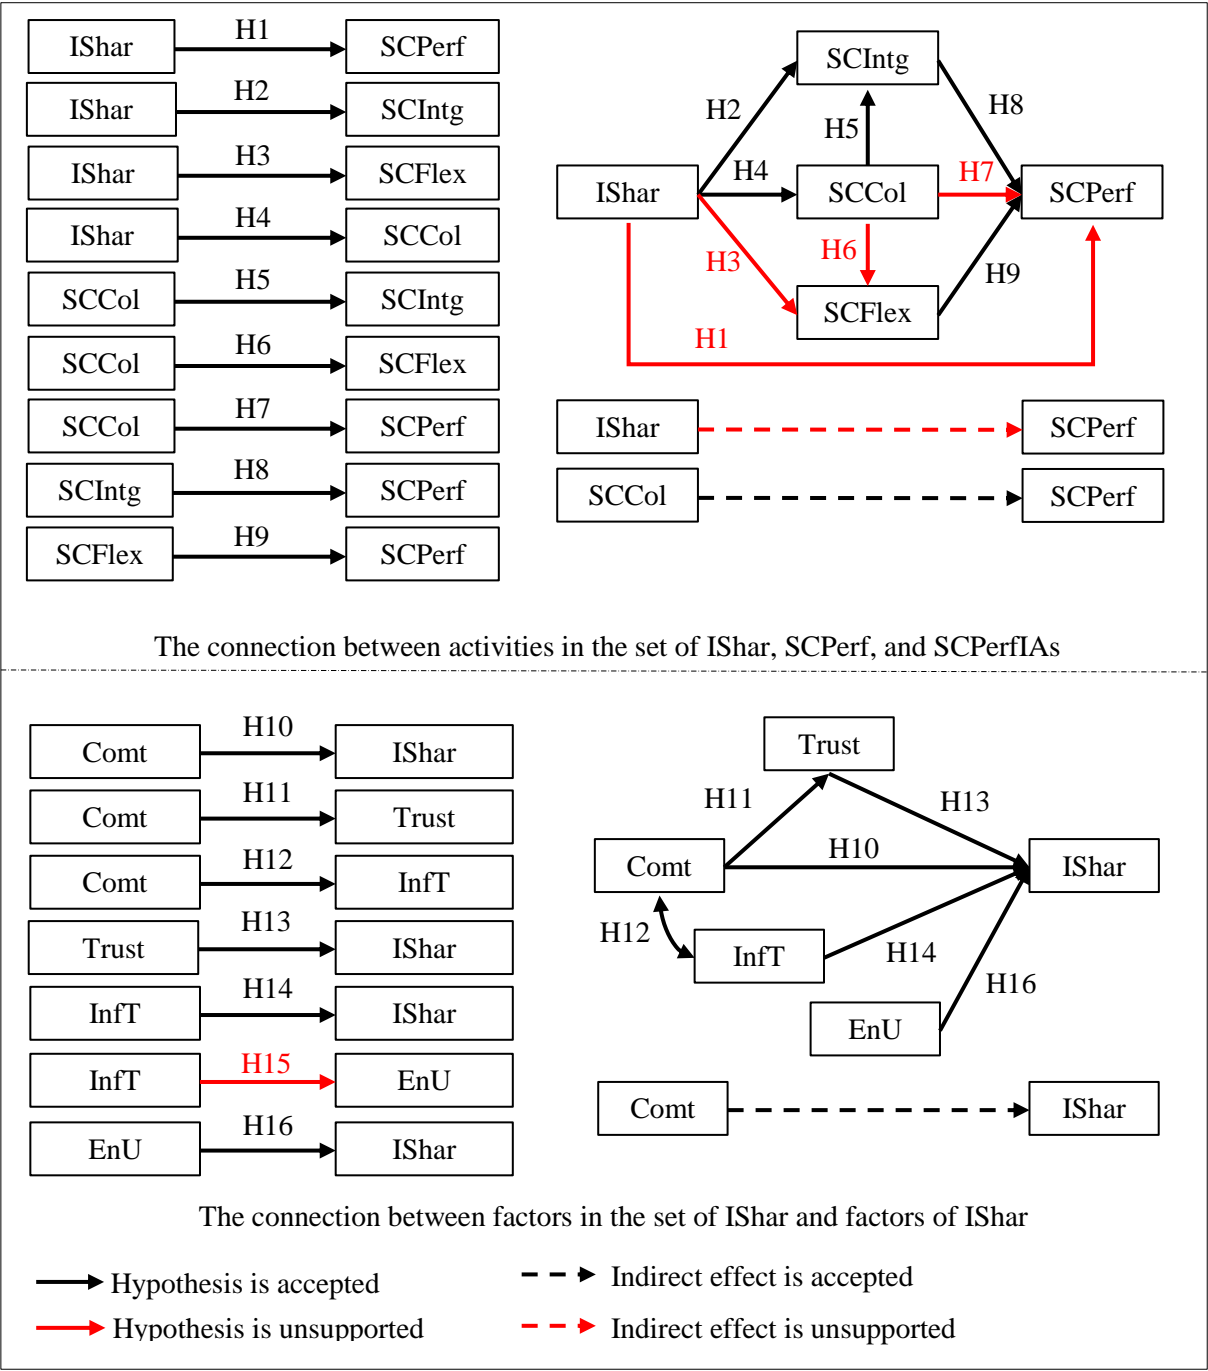 IShar H1 SCPerf
IShar H2 SCIntg
IShar H3 SCFlex
IShar H4 SCCol
SCCol H5 SCIntg
SCCol H6 SCFlex
SCCol H7 SCPerf
SCIntg H8 SCPerf
SCFlex H9 SCPerf
SCIntg
H2 H5 H8
IShar H4 SCCol H7 SCPerf
H3 H6 H9
SCFlex
H1
IShar SCPerf
SCCol SCPerf
The connection between activities in the set of IShar, SCPerf, and SCPerfIAs
Comt H10 IShar
Comt H11 Trust
Comt H12 InfT
Trust H13 IShar
InfT H14 IShar
InfT H15 EnU
EnU H16 IShar
Trust
H11 H13
Comt H10 IShar
H12 InfT H14
EnU H16
Comt IShar
The connection between factors in the set of IShar and factors of IShar
Hypothesis is accepted
Indirect effect is accepted
Hypothesis is unsupported
Indirect effect is unsupported